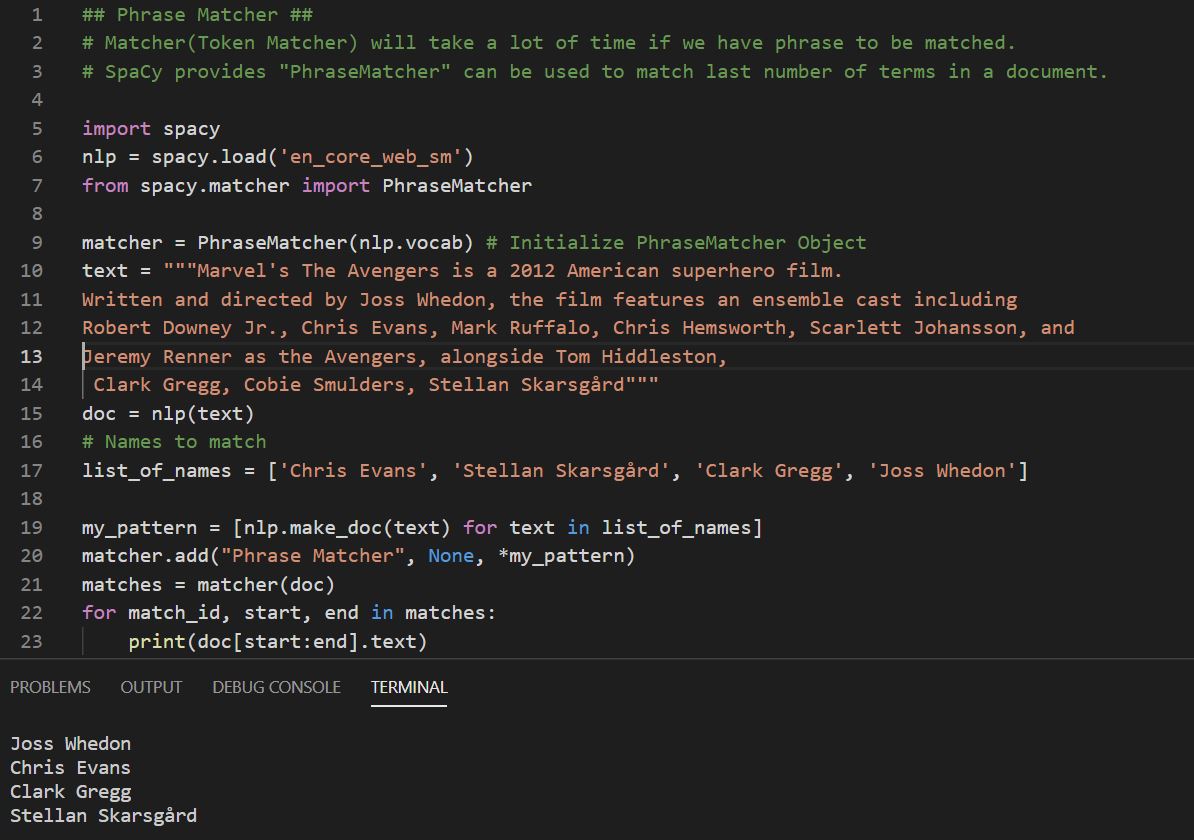 1 ## Phrase Matcher ##
2 # Matcher(Token Matcher) will take a lot of time if we have phrase to be matched.
3 # SpaCy provides "PhraseMatcher" can be used to match last number of terms in a document.
4
5 import spacy
6 nlp = spacy.load('en_core_web_sm')
7 from spacy.matcher import PhraseMatcher
8
9 matcher = PhraseMatcher(nlp.vocab) # Initialize PhraseMatcher Object
10 text = """Marvel's The Avengers is a 2012 American superhero film.
11 Written and directed by Joss Whedon, the film features an ensemble cast including
12 Robert Downey Jr., Chris Evans, Mark Ruffalo, Chris Hemsworth, Scarlett Johansson, and
13 Jeremy Renner as the Avengers, alongside Tom Hiddleston,
14  Clark Gregg, Cobie Smulders, Stellan Skarsgård"""
15 doc = nlp(text)
16 # Names to match
17 list_of_names = ['Chris Evans', 'Stellan Skarsgård', 'Clark Gregg', 'Joss Whedon']
18
19 my_pattern = [nlp.make_doc(text) for text in list_of_names]
20 matcher.add("Phrase Matcher", None, *my_pattern)
21 matches = matcher(doc)
22 for match_id, start, end in matches:
23     print(doc[start:end].text)
PROBLEMS OUTPUT DEBUG CONSOLE TERMINAL
Joss Whedon
Chris Evans
Clark Gregg
Stellan Skarsgård